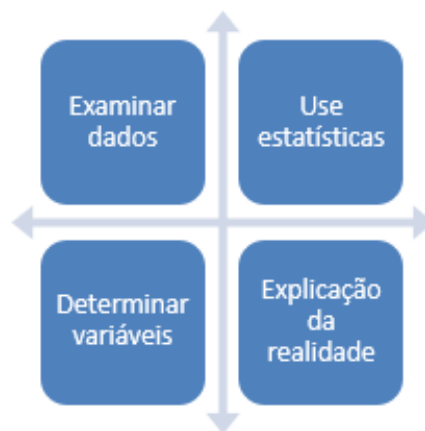 Examinar
dados
Use
estatísticas
Determinar
variáveis
Explicação
da
realidade